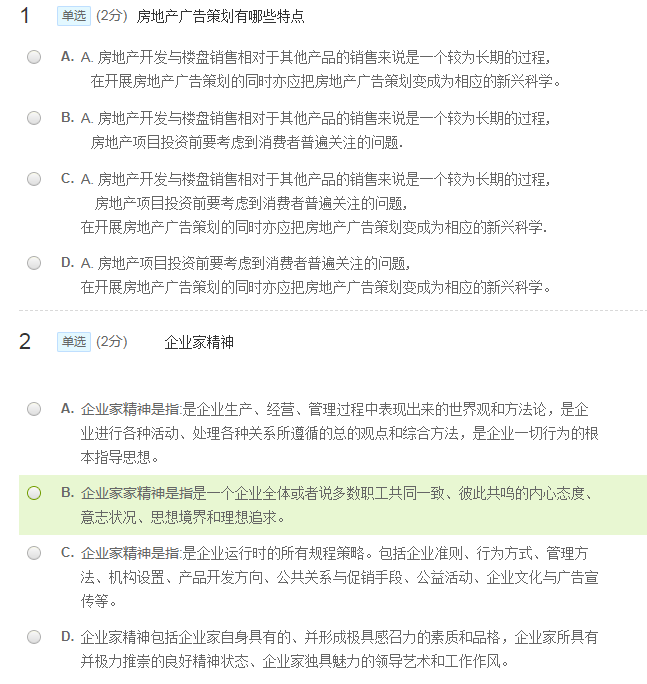 1 单选 (2分) 房地产广告策划有哪些特点
A. A. 房地产开发与楼盘销售相对于其他产品的销售来说是一个较为长期的过程,
在开展房地产广告策划的同时亦应把房地产广告策划变成为相应的新兴科学。
B. A. 房地产开发与楼盘销售相对于其他产品的销售来说是一个较为长期的过程,
房地产项目投资前要考虑到消费者普遍关注的问题.
C. A. 房地产开发与楼盘销售相对于其他产品的销售来说是一个较为长期的过程,
房地产项目投资前要考虑到消费者普遍关注的问题,
在开展房地产广告策划的同时亦应把房地产广告策划变成为相应的新兴科学.
D. A. 房地产项目投资前要考虑到消费者普遍关注的问题,
在开展房地产广告策划的同时亦应把房地产广告策划变成为相应的新兴科学。
2 单选 (2分) 企业家精神
A. 企业家精神是指:是企业生产、经营、管理过程中表现出来的世界观和方法论，是企
业进行各种活动、处理各种关系所遵循的总的观点和综合方法，是企业一切行为的根
本指导思想。
B. 企业家家精神是指是一个企业全体或者说多数职工共同一致、彼此共鸣的内心态度、
意志状况、思想境界和理想追求。
C. 企业家精神是指:是企业运行时的所有规程策略。包括企业准则、行为方式、管理方
法、机构设置、产品开发方向、公共关系与促销手段、公益活动、企业文化与广告宣
传等。
D. 企业家精神包括企业家自身具有的、并形成极具感召力的素质和品格，企业家所具有
并极力推崇的良好精神状态、企业家独具魅力的领导艺术和工作作风。